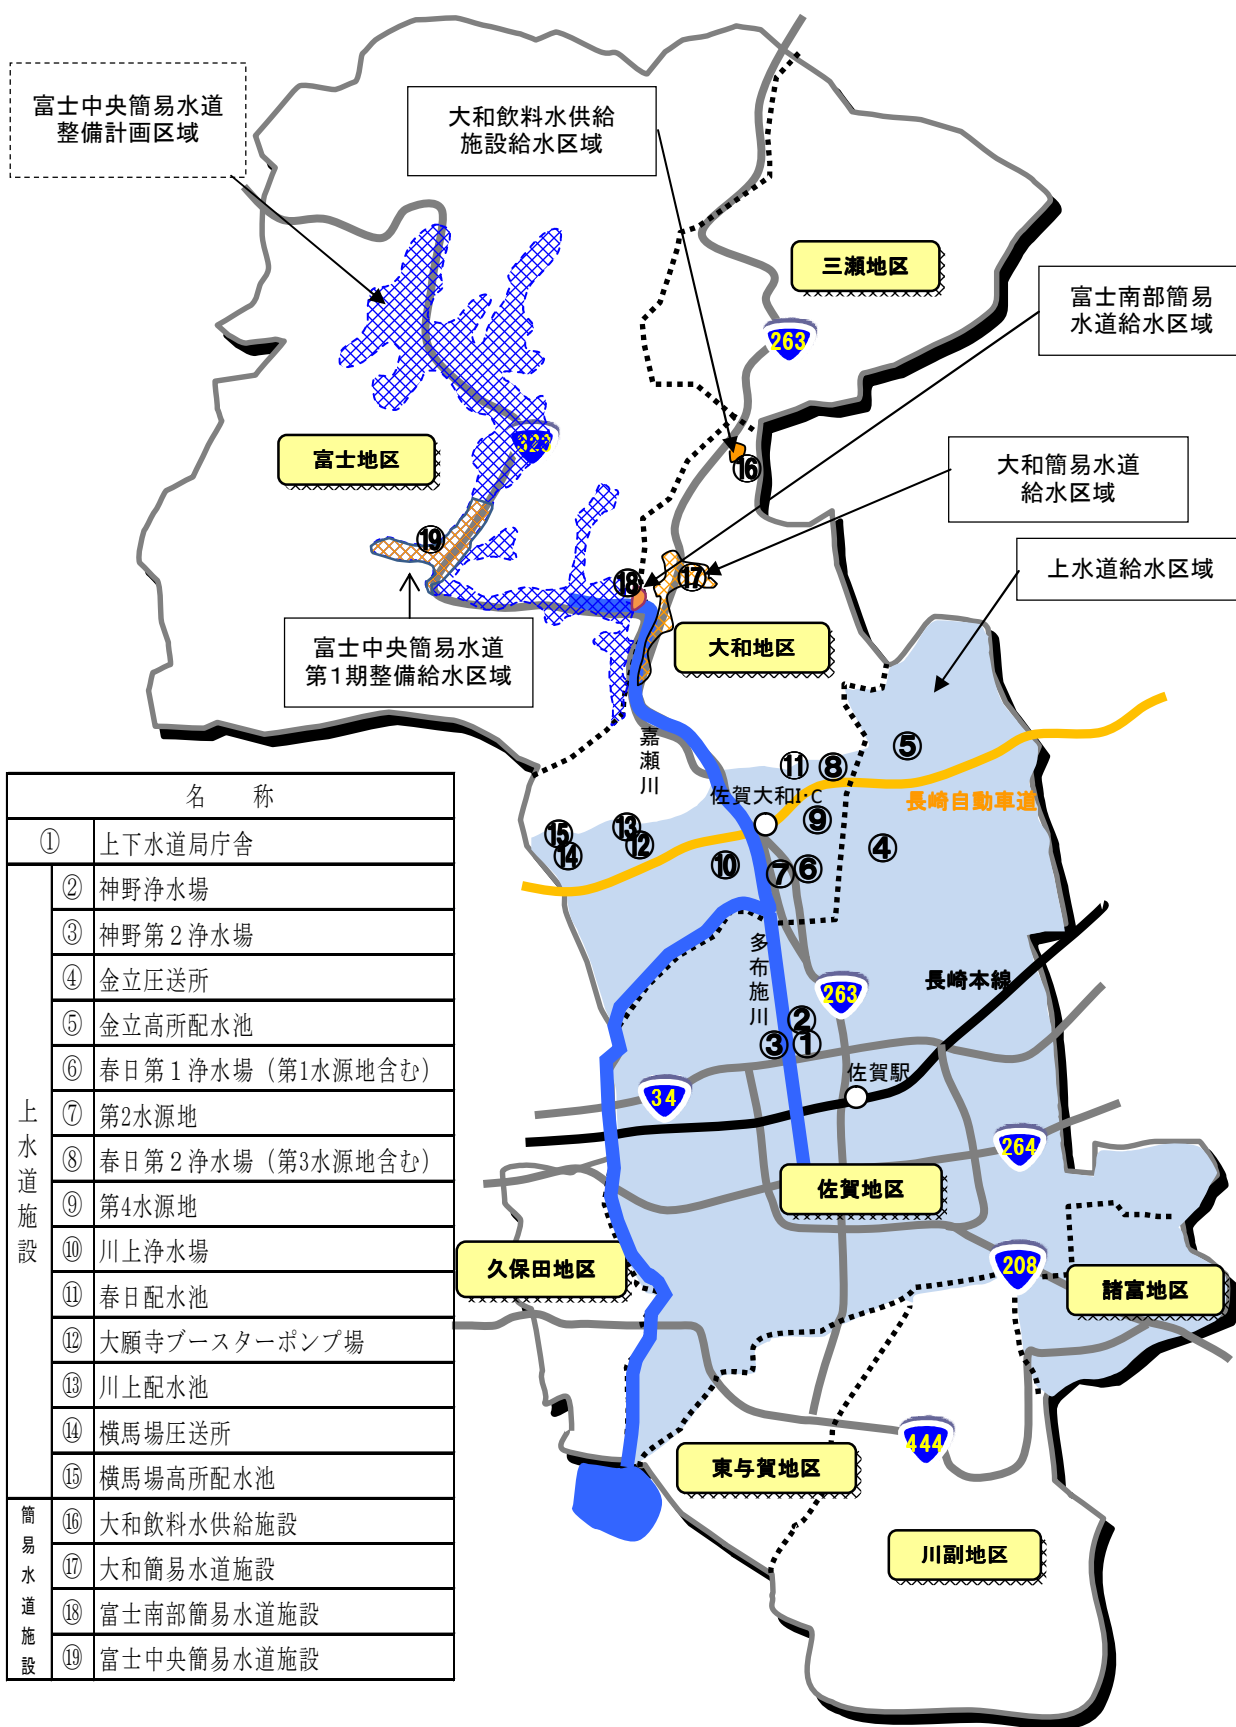 富士中央簡易水道
整備計画区域
大和飲料水供給
施設給水区域
三瀬地区
富士南部簡易
水道給水区域
263
富士地区
323
⑯
大和簡易水道
給水区域
⑲
⑱
⑰
上水道給水区域
富士中央簡易水道
第1期整備給水区域
大和地区
嘉瀬川
⑤
⑪
⑧
佐賀大和I・C
長崎自動車道
⑨
⑮
⑬
⑭
⑫
④
⑩
⑦
⑥
多布施川
長崎本線
263
②
③
①
佐賀駅
34
264
佐賀地区
久保田地区
208
諸富地区
444
東与賀地区
川副地区
名 称
① 上下水道局庁舎
上水道施設
② 神野浄水場
③ 神野第2浄水場
④ 金立圧送所
⑤ 金立高所配水池
⑥ 春日第1浄水場(第1水源地含む)
⑦ 第2水源地
⑧ 春日第2浄水場(第3水源地含む)
⑨ 第4水源地
⑩ 川上浄水場
⑪ 春日配水池
⑫ 大願寺ブースターポンプ場
⑬ 川上配水池
⑭ 横馬場圧送所
⑮ 横馬場高所配水池
簡易水道施設
⑯ 大和飲料水供給施設
⑰ 大和簡易水道施設
⑱ 富士南部簡易水道施設
⑲ 富士中央簡易水道施設